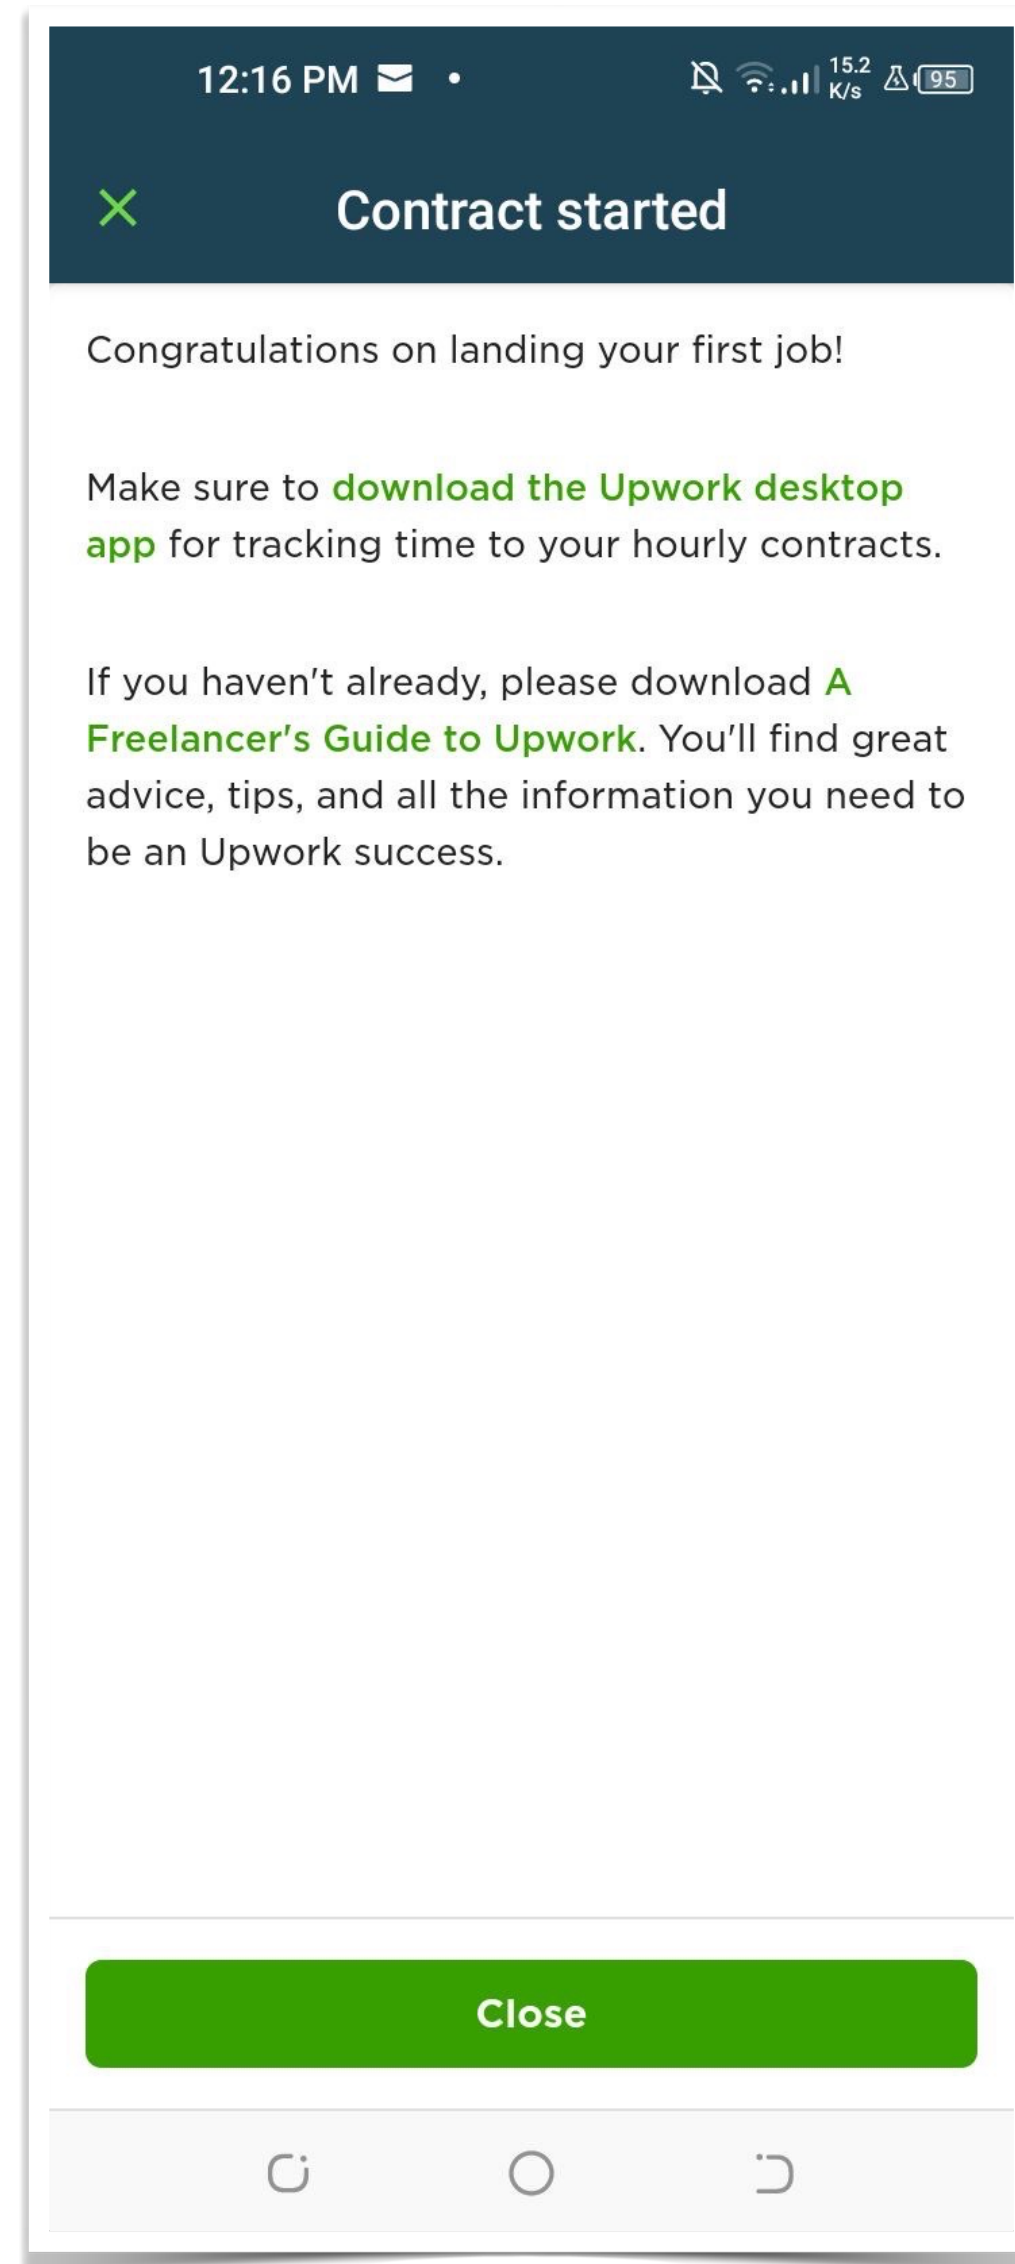 12:16 PM
15.2
K/s
95
Contract started
Congratulations on landing your first job!
Make sure to download the Upwork desktop
app for tracking time to your hourly contracts.
If you haven't already, please download A
Freelancer's Guide to Upwork. You'll find great
advice, tips, and all the information you need to
be an Upwork success.
Close